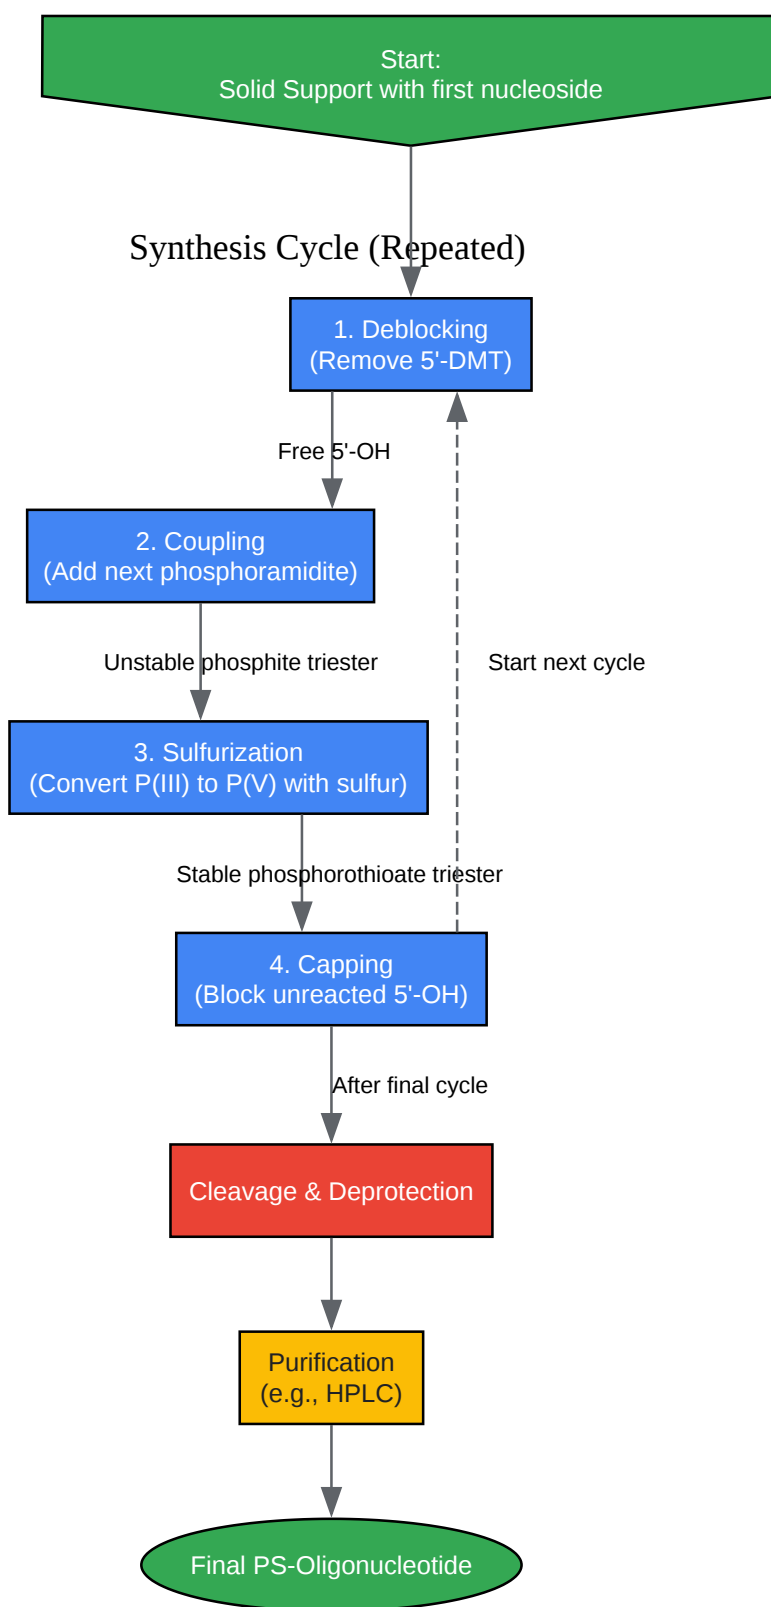 Start:
Solid Support with first nucleoside
Synthesis Cycle (Repeated)
1. Deblocking
(Remove 5'-DMT)
Free 5'-OH
2. Coupling
(Add next phosphoramidite)
Unstable phosphite triester
Start next cycle
3. Sulfurization
(Convert P(III) to P(V) with sulfur)
Stable phosphorothioate triester
4. Capping
(Block unreacted 5'-OH)
After final cycle
Cleavage & Deprotection
Purification
(e.g., HPLC)
Final PS-Oligonucleotide